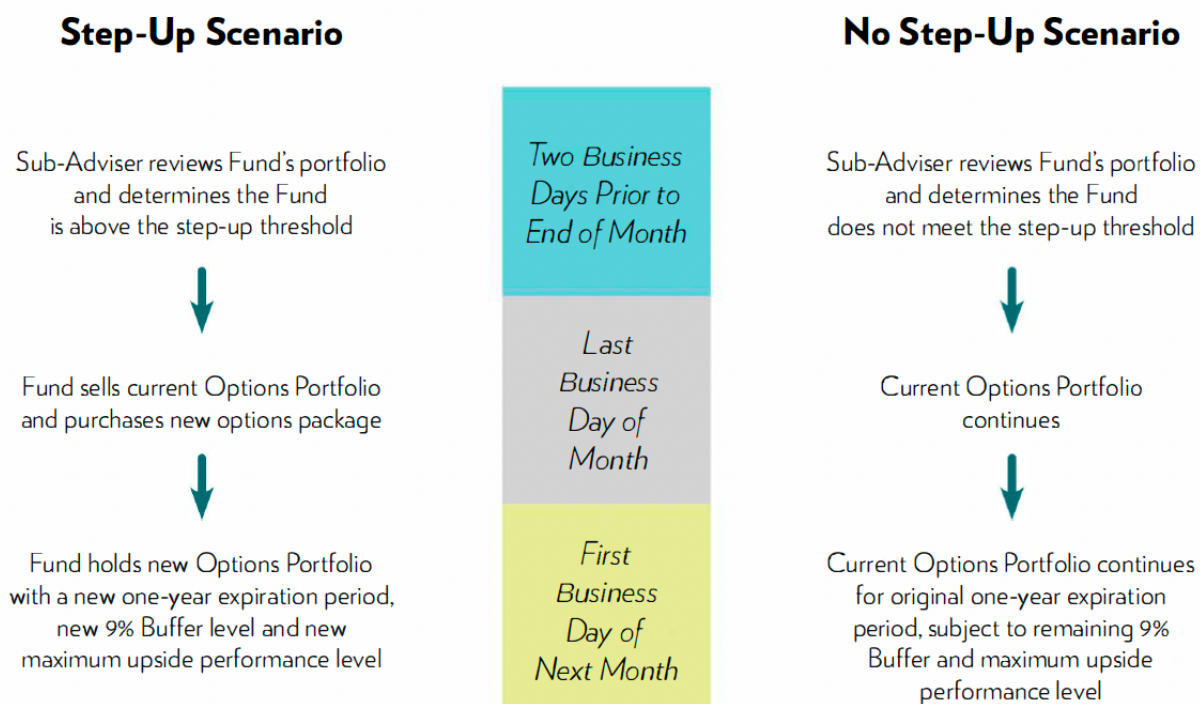 Step-Up Scenario
No Step-Up Scenario
Sub-Adviser reviews Fund's portfolio
and determines the Fund
is above the step-up threshold
Two Business
Days Prior to
End of Month
Sub-Adviser reviews Fund's portfolio
and determines the Fund
does not meet the step-up threshold
Fund sells current Options Portfolio
and purchases new options package
Last
Business
Day of
Month
Current Options Portfolio
continues
Fund holds new Options Portfolio
with a new one-year expiration period,
new 9% Buffer level and new
maximum upside performance level
First
Business
Day of
Next Month
Current Options Portfolio continues
for original one-year expiration
period, subject to remaining 9%
Buffer and maximum upside
performance level